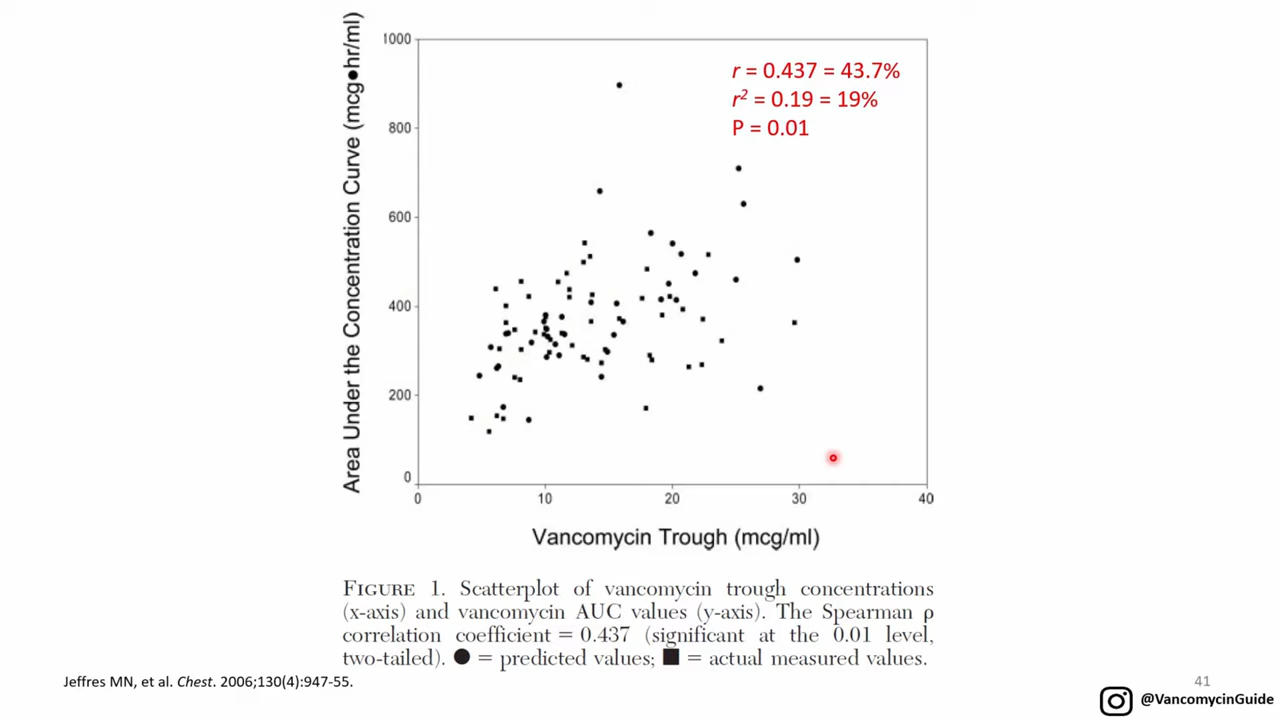 Area Under the Concentration Curve (mcg●hr/ml)
1000
800
600
400
200
0
r = 0.437 = 43.7%
r² = 0.19 = 19%
P = 0.01
0 10 20 30 40
Vancomycin Trough (mcg/ml)
FIGURE 1. Scatterplot of vancomycin trough concentrations
(x-axis) and vancomycin AUC values (y-axis). The Spearman ρ
correlation coefficient = 0.437 (significant at the 0.01 level,
two-tailed). ● = predicted values; ■ = actual measured values.
Jeffres MN, et al. Chest. 2006;130(4):947-55.
41
@VancomycinGuide